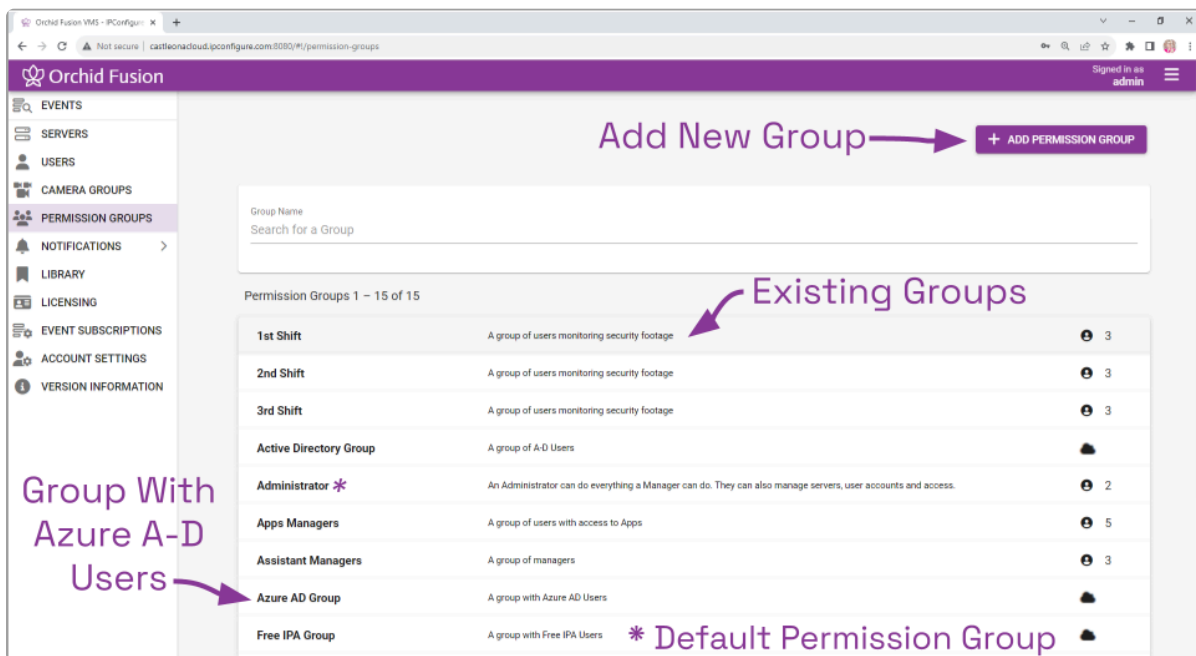 Orchid Fusion VMS - IPConfigure
Not secure | castleonacloud.ipconfigure.com:8080/#!/permission-groups
Orchid Fusion
Signed in as
admin
EVENTS
SERVERS
USERS
CAMERA GROUPS
PERMISSION GROUPS
NOTIFICATIONS
LIBRARY
LICENSING
EVENT SUBSCRIPTIONS
ACCOUNT SETTINGS
VERSION INFORMATION
Add New Group
+ ADD PERMISSION GROUP
Group Name
Search for a Group
Permission Groups 1 – 15 of 15
Existing Groups
1st Shift A group of users monitoring security footage 3
2nd Shift A group of users monitoring security footage 3
3rd Shift A group of users monitoring security footage 3
Active Directory Group A group of A-D Users
Administrator * An Administrator can do everything a Manager can do. They can also manage servers, user accounts and access. 2
Apps Managers A group of users with access to Apps 5
Assistant Managers A group of managers 3
Azure AD Group A group with Azure AD Users
Free IPA Group A group with Free IPA Users
Group With
Azure A-D
Users
* Default Permission Group